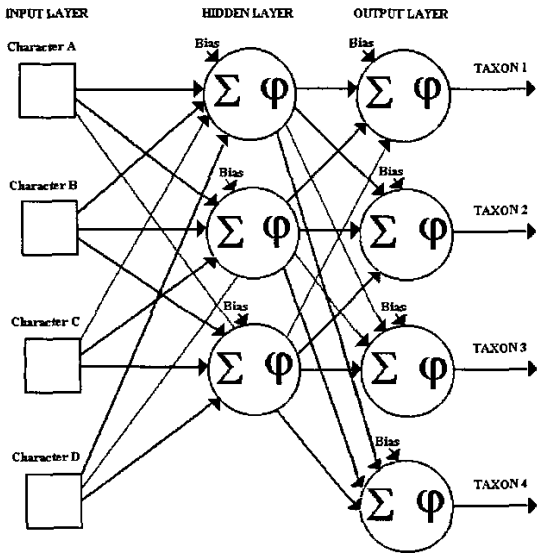 INPUT LAYER
HIDDEN LAYER
OUTPUT LAYER
Character A
Bias
Bias
Σ φ
Σ φ
TAXON 1
Character B
Bias
Bias
Σ φ
Σ φ
TAXON 2
Character C
Bias
Bias
Σ φ
Σ φ
TAXON 3
Character D
Bias
Σ φ
TAXON 4